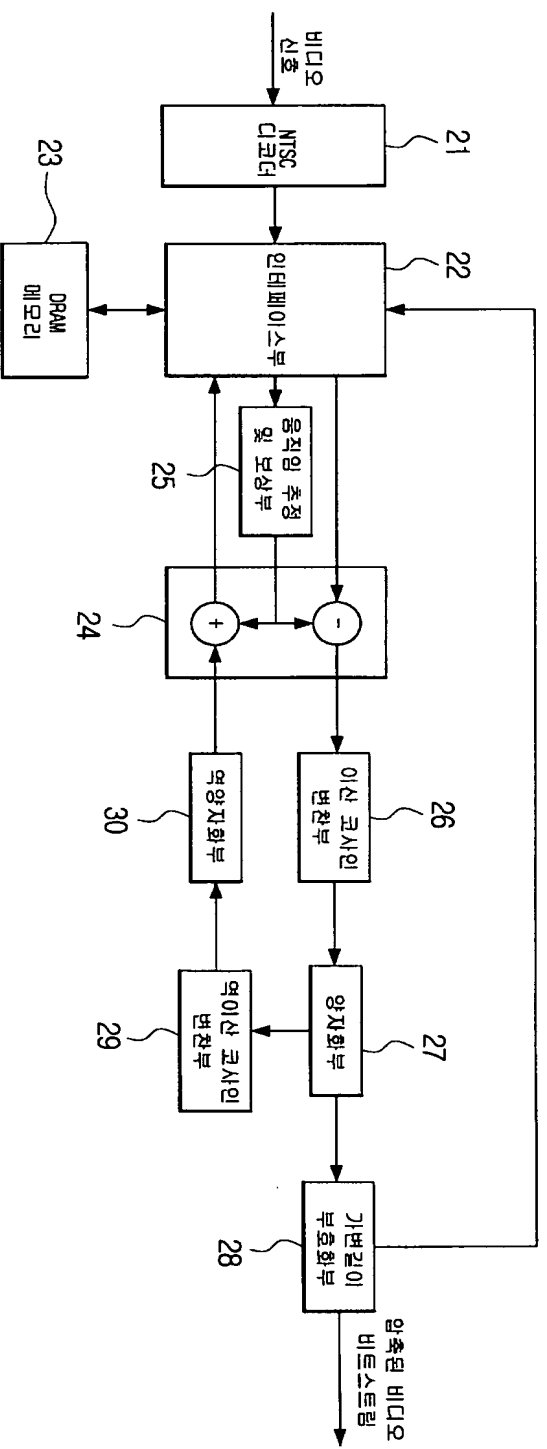 비디오
신호
NTSC
디코더
21
인테페이스부
22
DRAM
메모리
23
움직임 추정
및 보상부
25
-
+
24
이산 코사인
변환부
26
양자화부
27
가변길이
부호화부
28
압축된 비디오
비트스트림
역이산 코사인
변환부
29
역양자화부
30